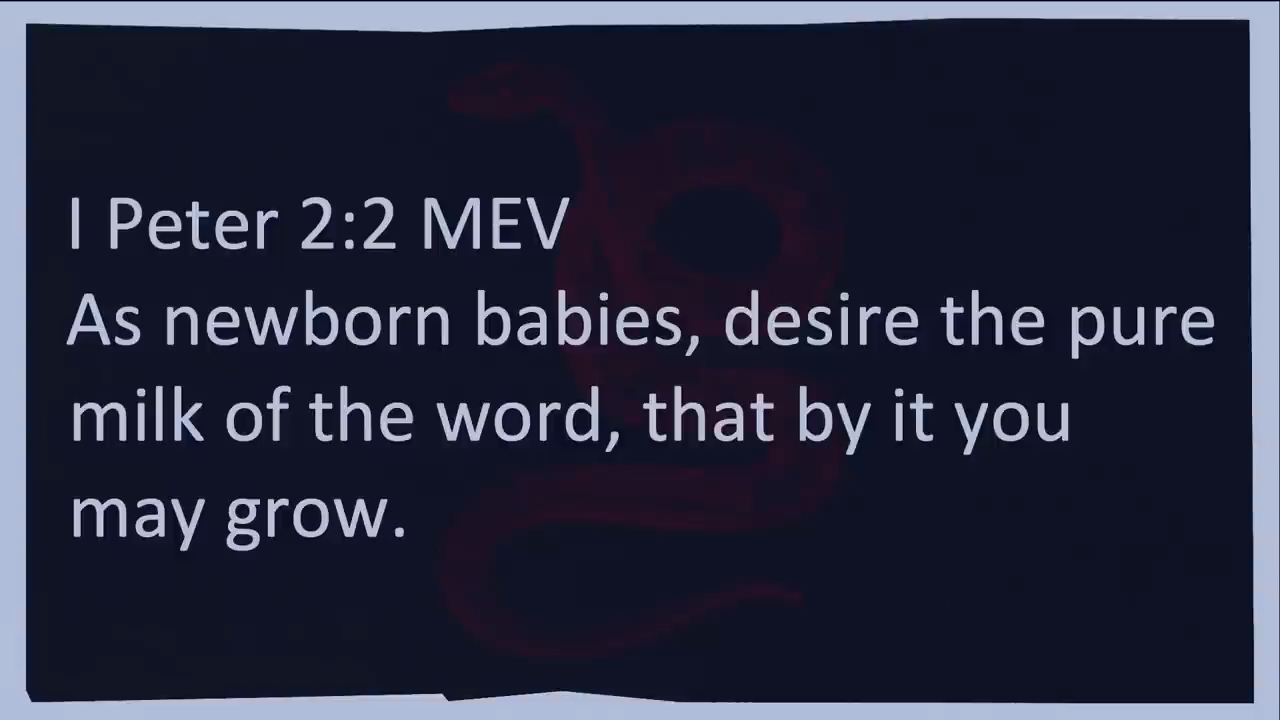 I Peter 2:2 MEV
As newborn babies, desire the pure
milk of the word, that by it you
may grow.